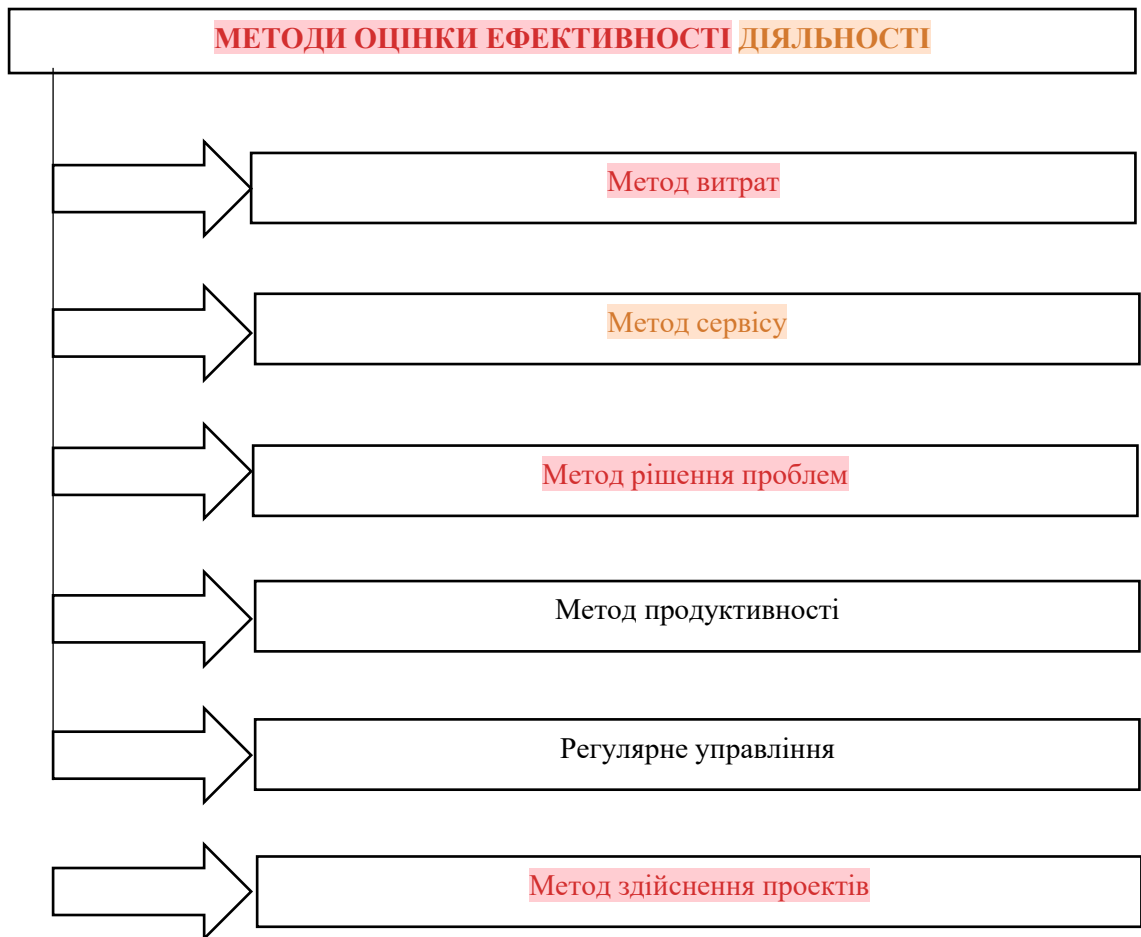 МЕТОДИ ОЦІНКИ ЕФЕКТИВНОСТІ ДІЯЛЬНОСТІ
Метод витрат
Метод сервісу
Метод рішення проблем
Метод продуктивності
Регулярне управління
Метод здійснення проектів